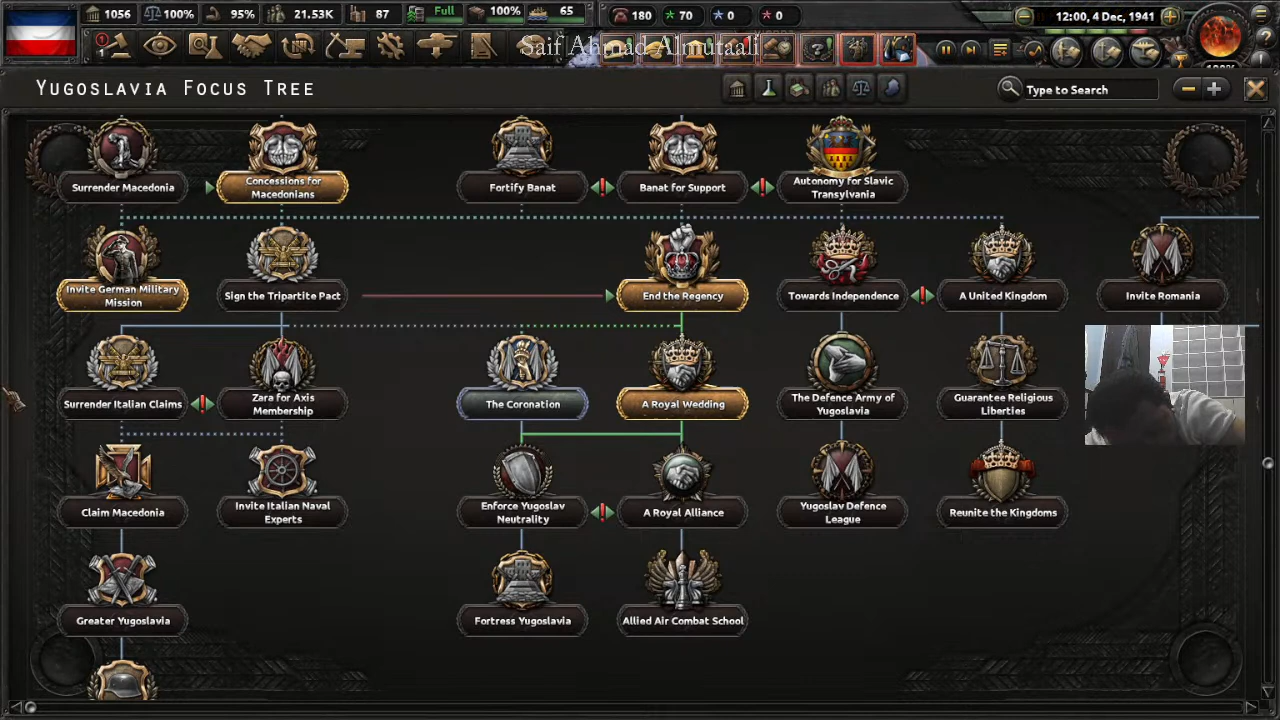 1056 100% 95% 21.53K 87 Full 100% 65 180 70 0 0 12:00, 4 Dec, 1941
Saif Ahmad Almutaali
100%
Yugoslavia Focus Tree
Type to Search
Surrender Macedonia
Concessions for
Macedonians
Fortify Banat
Banat for Support
Autonomy for Slavic
Transylvania
Invite German Military
Mission
Sign the Tripartite Pact
End the Regency
Towards Independence
A United Kingdom
Invite Romania
Surrender Italian Claims
Zara for Axis
Membership
The Coronation
A Royal Wedding
The Defence Army of
Yugoslavia
Guarantee Religious
Liberties
Claim Macedonia
Invite Italian Naval
Experts
Enforce Yugoslav
Neutrality
A Royal Alliance
Yugoslav Defence
League
Reunite the Kingdoms
Greater Yugoslavia
Fortress Yugoslavia
Allied Air Combat School